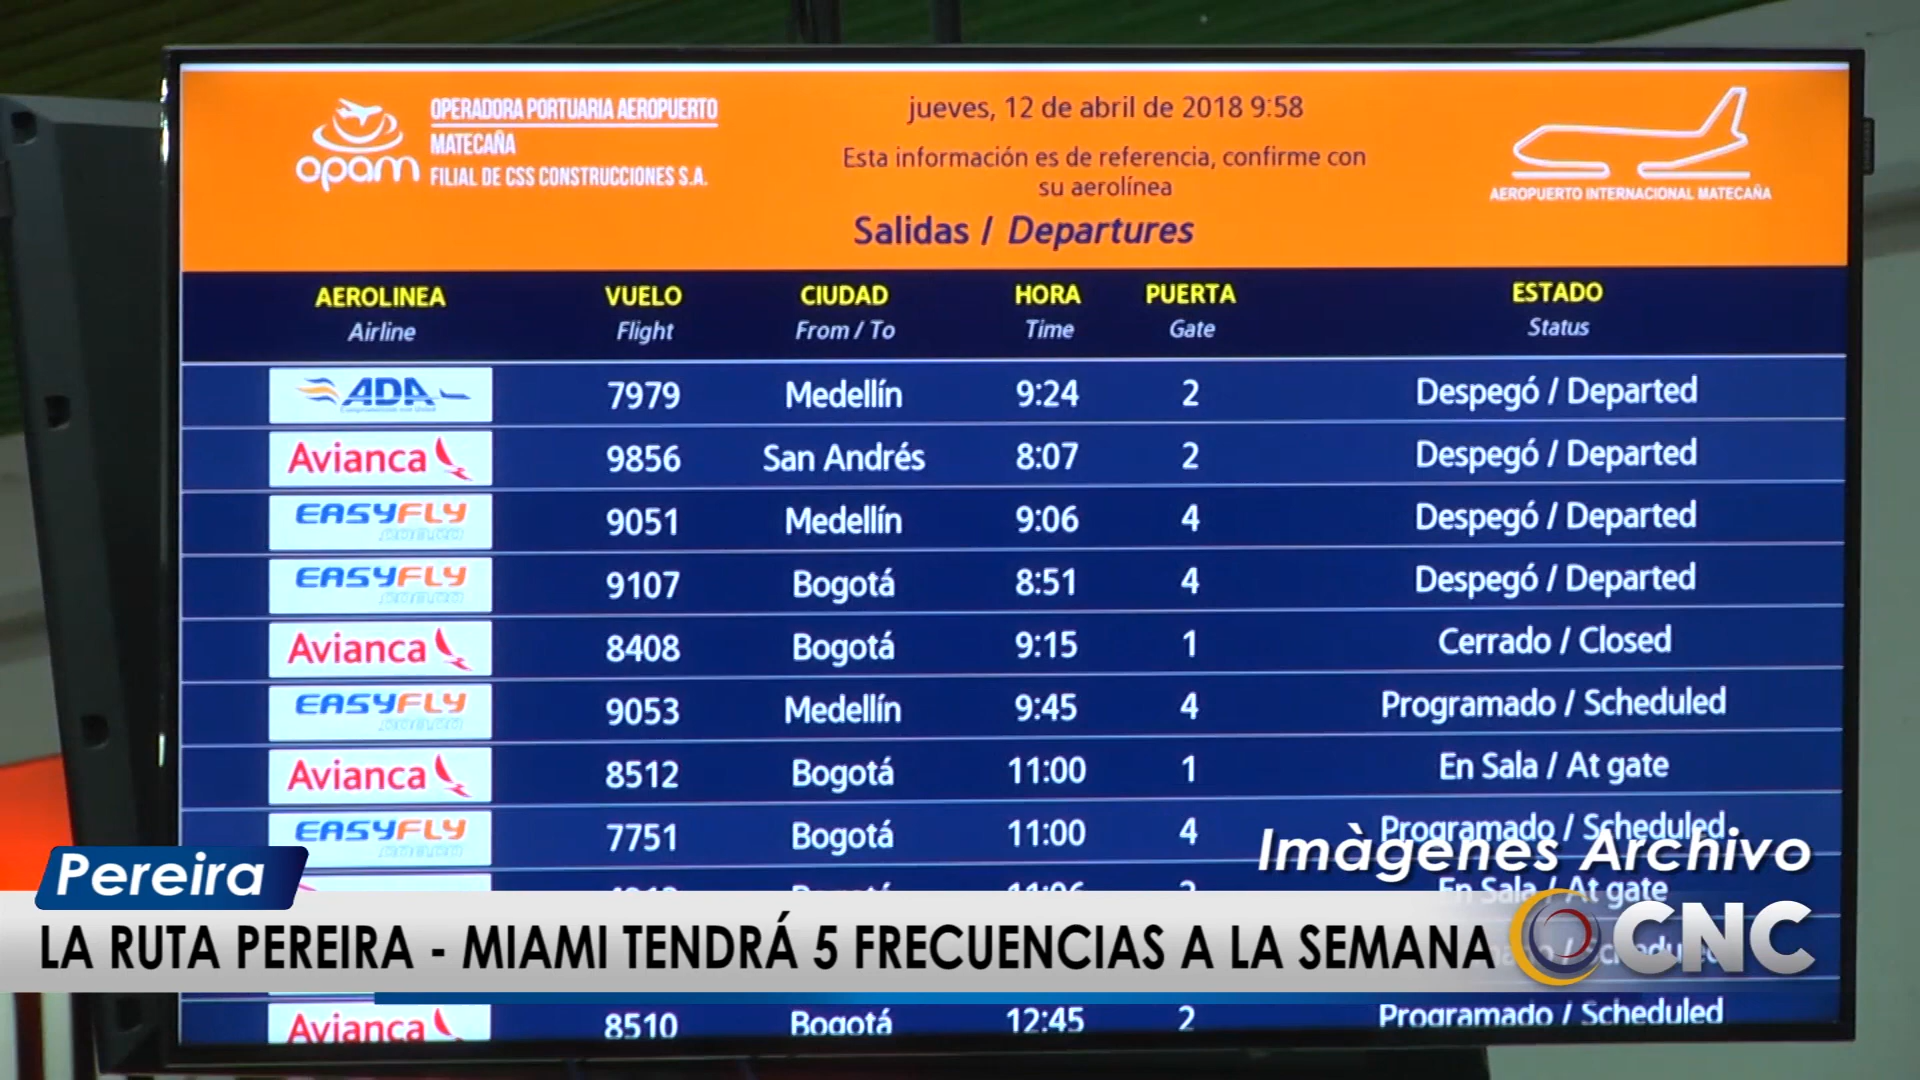 OPERADORA PORTUARIA AEROPUERTO
MATECAÑA
FILIAL DE CSS CONSTRUCCIONES S.A.
opam
jueves, 12 de abril de 2018 9:58
Esta información es de referencia, confirme con
su aerolínea
Salidas / Departures
AEROPUERTO INTERNACIONAL MATECAÑA
AEROLINEA VUELO CIUDAD HORA PUERTA ESTADO
Airline Flight From / To Time Gate Status
ADA 7979 Medellín 9:24 2 Despegó / Departed
Avianca 9856 San Andrés 8:07 2 Despegó / Departed
EASYFLY 9051 Medellín 9:06 4 Despegó / Departed
EASYFLY 9107 Bogotá 8:51 4 Despegó / Departed
Avianca 8408 Bogotá 9:15 1 Cerrado / Closed
EASYFLY 9053 Medellín 9:45 4 Programado / Scheduled
Avianca 8512 Bogotá 11:00 1 En Sala / At gate
EASYFLY 7751 Bogotá 11:00 4 Programado / Scheduled
Imàgenes Archivo
En Sala / At gate
Pereira
LA RUTA PEREIRA - MIAMI TENDRÁ 5 FRECUENCIAS A LA SEMANA
CNC
Avianca 8510 Bogotá 12:45 2 Programado / Scheduled